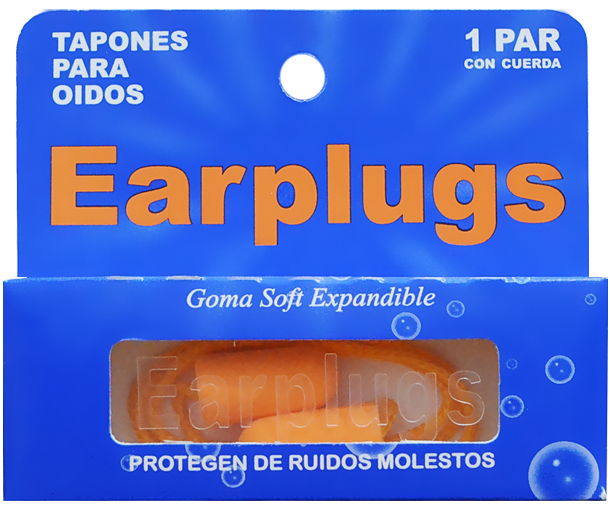 TAPONES
PARA
OIDOS
1 PAR
CON CUERDA
Earplugs
Goma Soft Expandible
Earplugs
PROTEGEN DE RUIDOS MOLESTOS